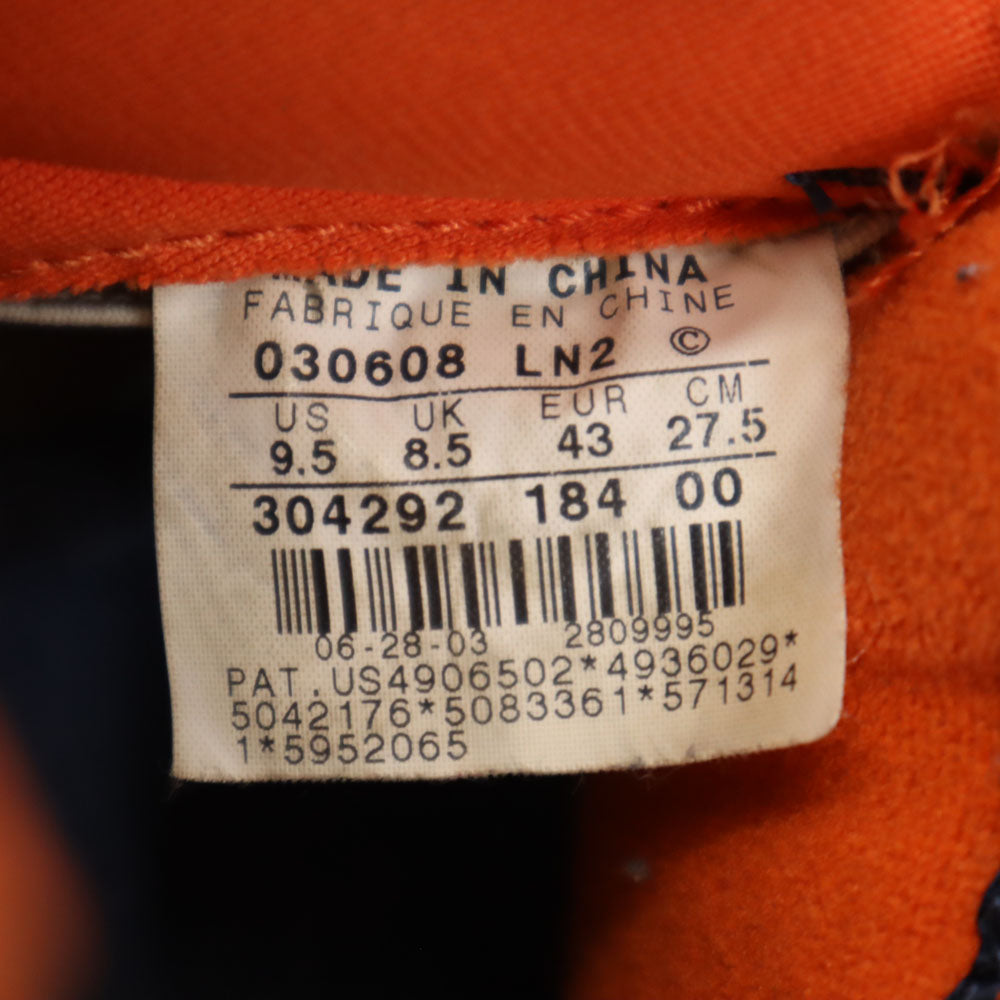 MADE IN CHINA
FABRIQUE EN CHINE
030608 LN2 ©
US UK EUR CM
9.5 8.5 43 27.5
304292 184 00
06-28-03 2809995
PAT.US4906502*4936029*
5042176*5083361*571314
1*5952065